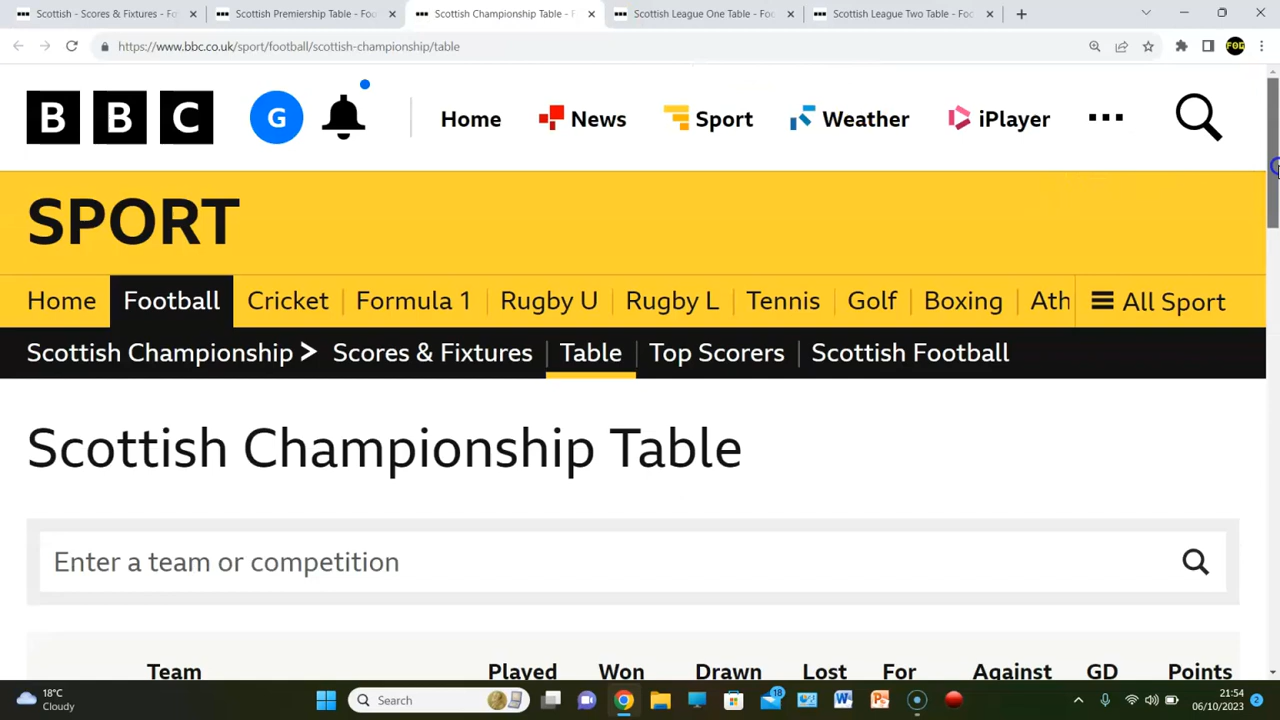 Scottish - Scores & Fixtures - Fo
Scottish Premiership Table - Foo
Scottish Championship Table - F
Scottish League One Table - Foo
Scottish League Two Table - Foo
https://www.bbc.co.uk/sport/football/scottish-championship/table
FOG
BBC G Home News Sport Weather iPlayer
SPORT
Home Football Cricket Formula 1 Rugby U Rugby L Tennis Golf Boxing Ath All Sport
Scottish Championship Scores & Fixtures Table Top Scorers Scottish Football
Scottish Championship Table
Enter a team or competition
Team Played Won Drawn Lost For Against GD Points
18°C
Cloudy
Search
18
21:54
06/10/2023
2